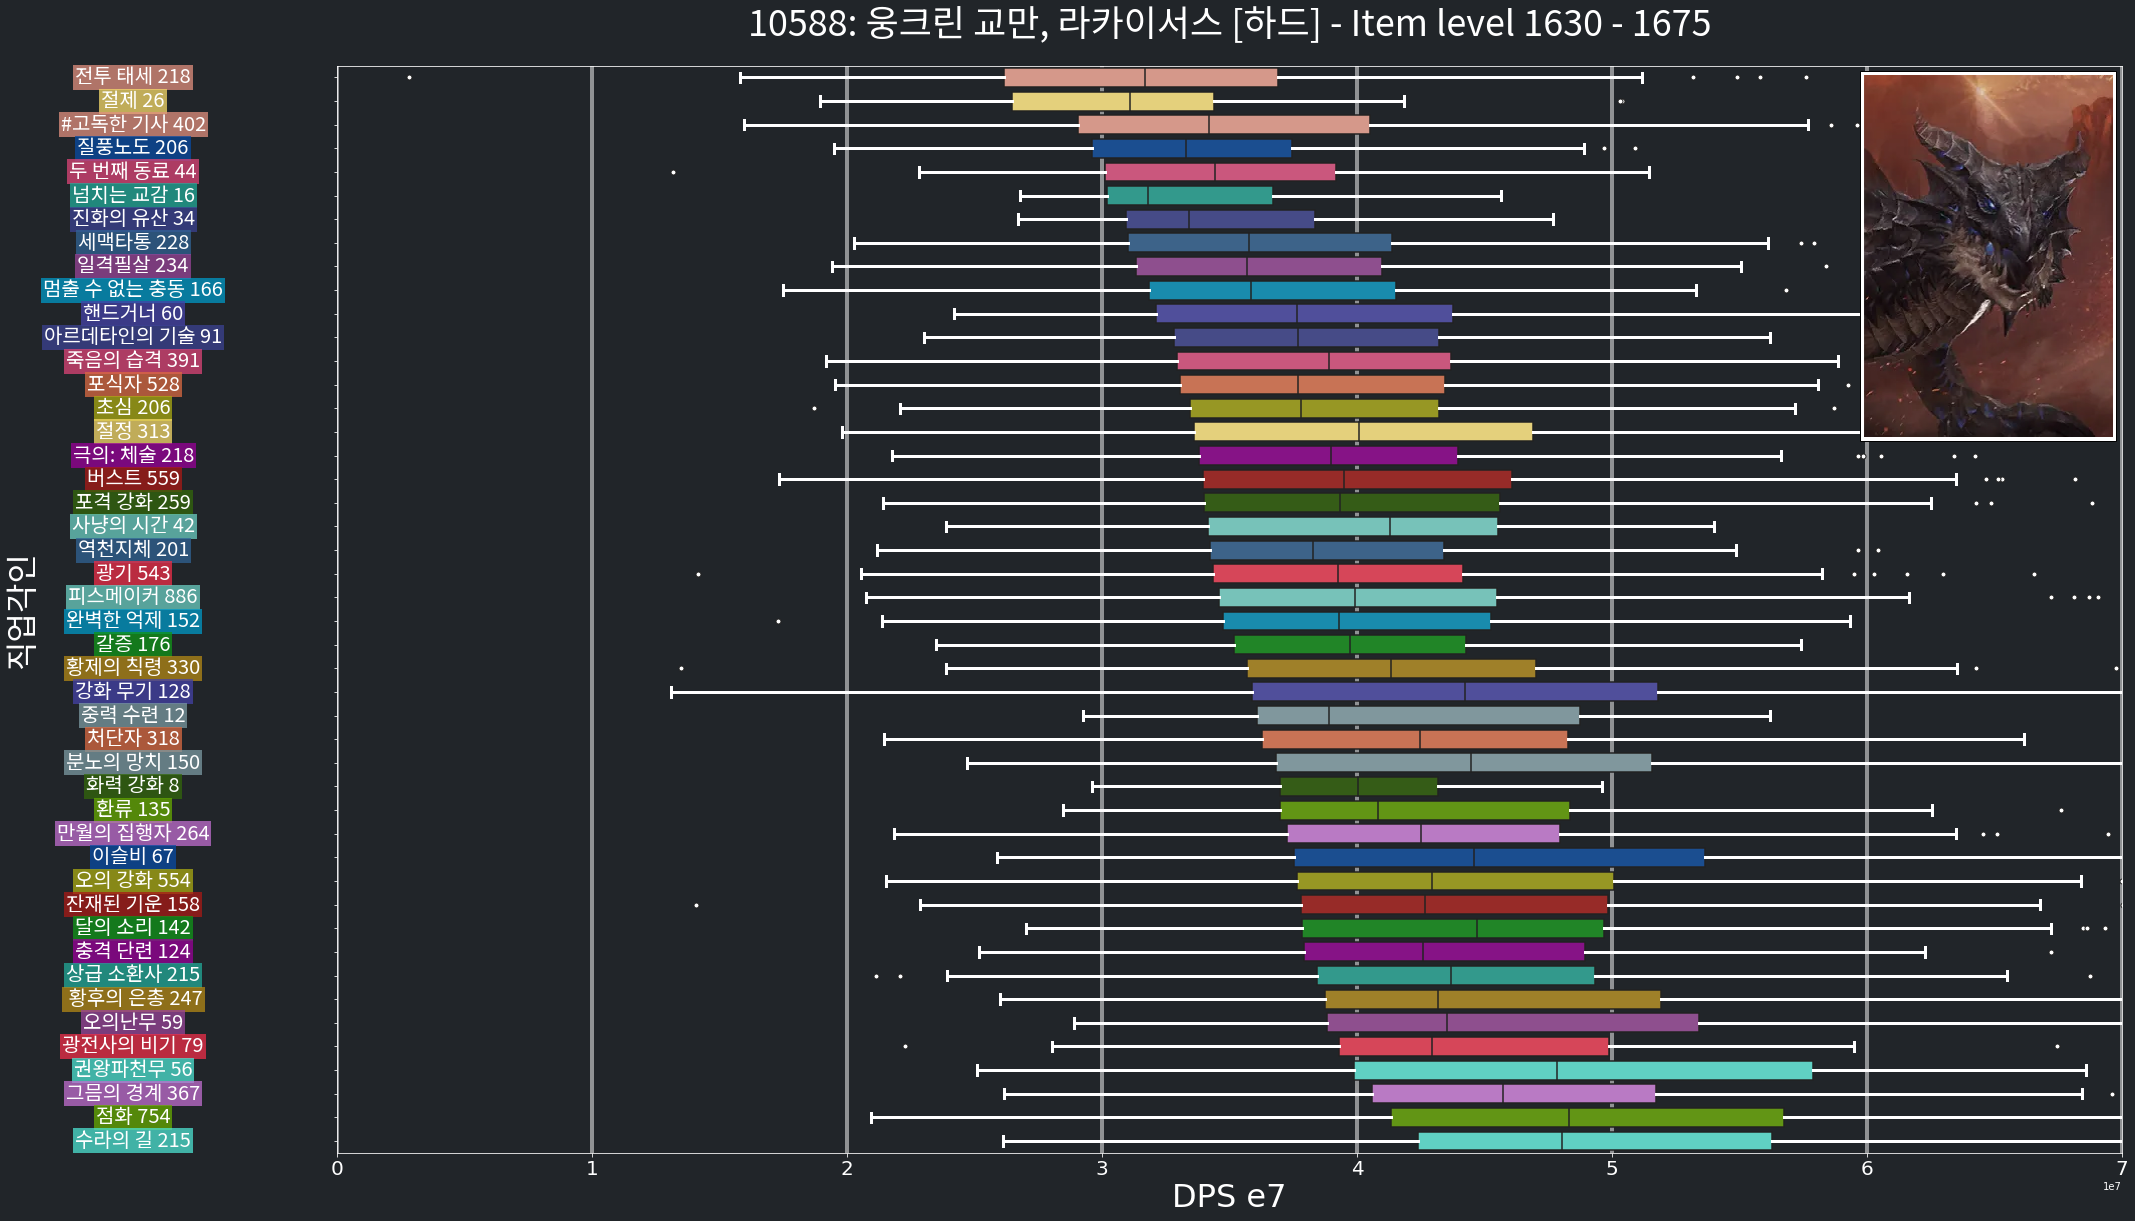 10588: 웅크린 교만, 라카이서스 [하드] - Item level 1630 - 1675
전투 태세 218
절제 26
#고독한 기사 402
질풍노도 206
두 번째 동료 44
넘치는 교감 16
진화의 유산 34
세맥타통 228
일격필살 234
멈출 수 없는 충동 166
핸드거너 60
아르데타인의 기술 91
죽음의 습격 391
포식자 528
초심 206
절정 313
극의: 체술 218
버스트 559
포격 강화 259
사냥의 시간 42
역천지체 201
광기 543
피스메이커 886
완벽한 억제 152
갈증 176
황제의 칙령 330
강화 무기 128
중력 수련 12
처단자 318
분노의 망치 150
화력 강화 8
환류 135
만월의 집행자 264
이슬비 67
오의 강화 554
잔재된 기운 158
달의 소리 142
충격 단련 124
상급 소환사 215
황후의 은총 247
오의난무 59
광전사의 비기 79
권왕파천무 56
그믐의 경계 367
점화 754
수라의 길 215
직업각인
0 1 2 3 4 5 6 7
1e7
DPS e7